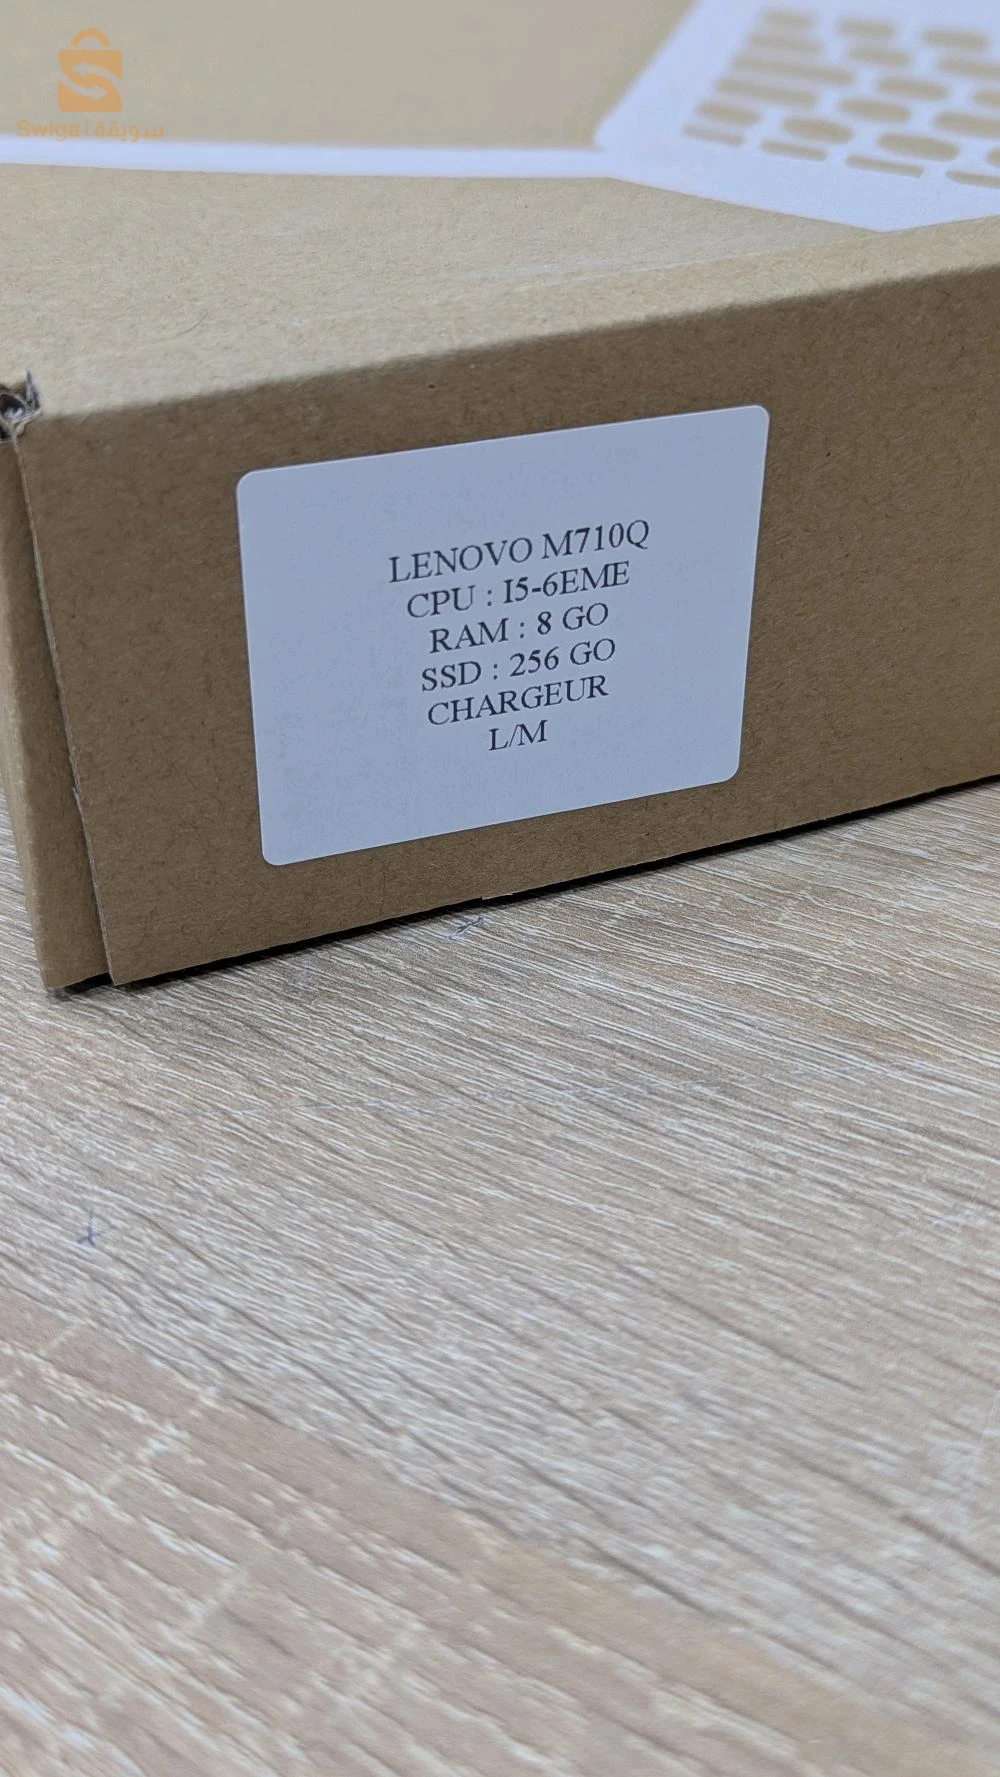 Swiga | سويقة
LENOVO M710Q
CPU : I5-6EME
RAM : 8 GO
SSD : 256 GO
CHARGEUR
L/M